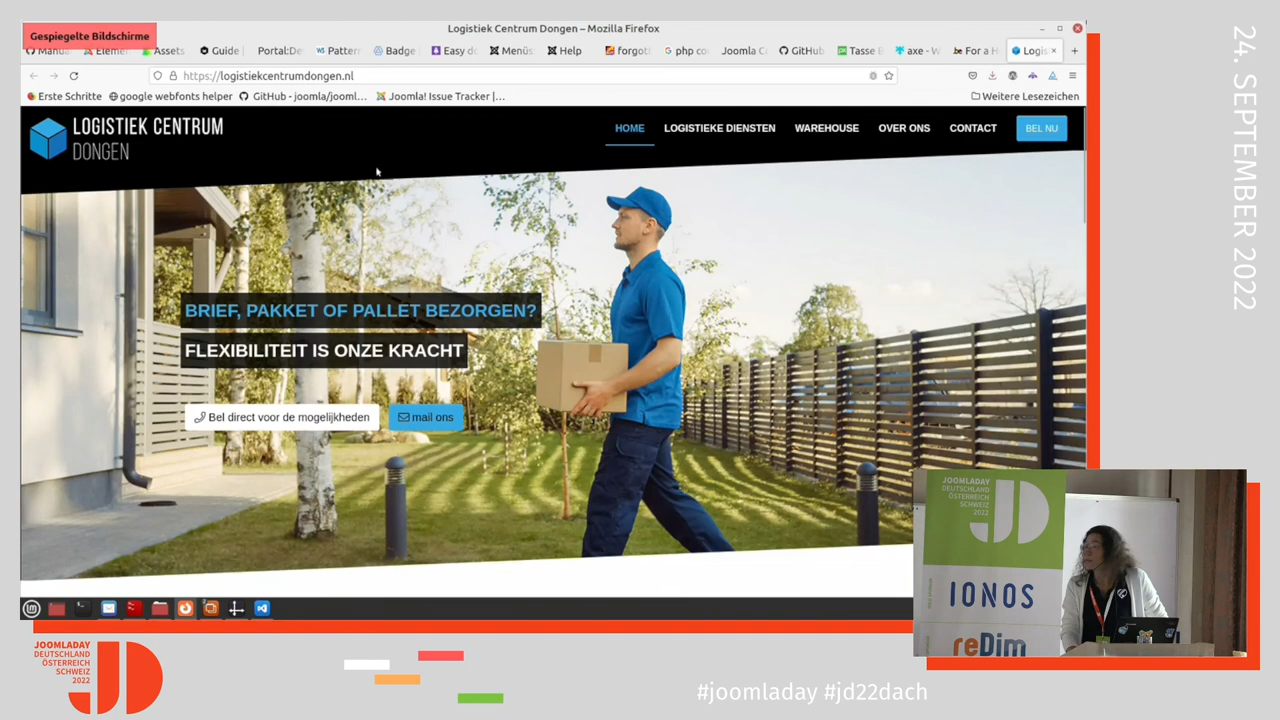 Logistiek Centrum Dongen – Mozilla Firefox
Gespiegelte Bildschirme
Assets
Guide
Portal:De
Pattern
Badge
Easy d
Menüs
Help
forgott
php co
Joomla C
GitHub
Tasse
axe - W
For a H
Logis
https://logistiekcentrumdongen.nl
Erste Schritte
google webfonts helper
GitHub - joomla/jooml...
Joomla! Issue Tracker |...
Weitere Lesezeichen
LOGISTIEK CENTRUM
DONGEN
HOME
LOGISTIEKE DIENSTEN
WAREHOUSE
OVER ONS
CONTACT
BEL NU
BRIEF, PAKKET OF PALLET BEZORGEN?
FLEXIBILITEIT IS ONZE KRACHT
Bel direct voor de mogelijkheden
mail ons
24. SEPTEMBER 2022
JOOMLADAY
DEUTSCHLAND
ÖSTERREICH
SCHWEIZ
2022
JD
IONOS
reDim
JOOMLADAY
DEUTSCHLAND
ÖSTERREICH
SCHWEIZ
2022
JD
#joomladay #jd22dach